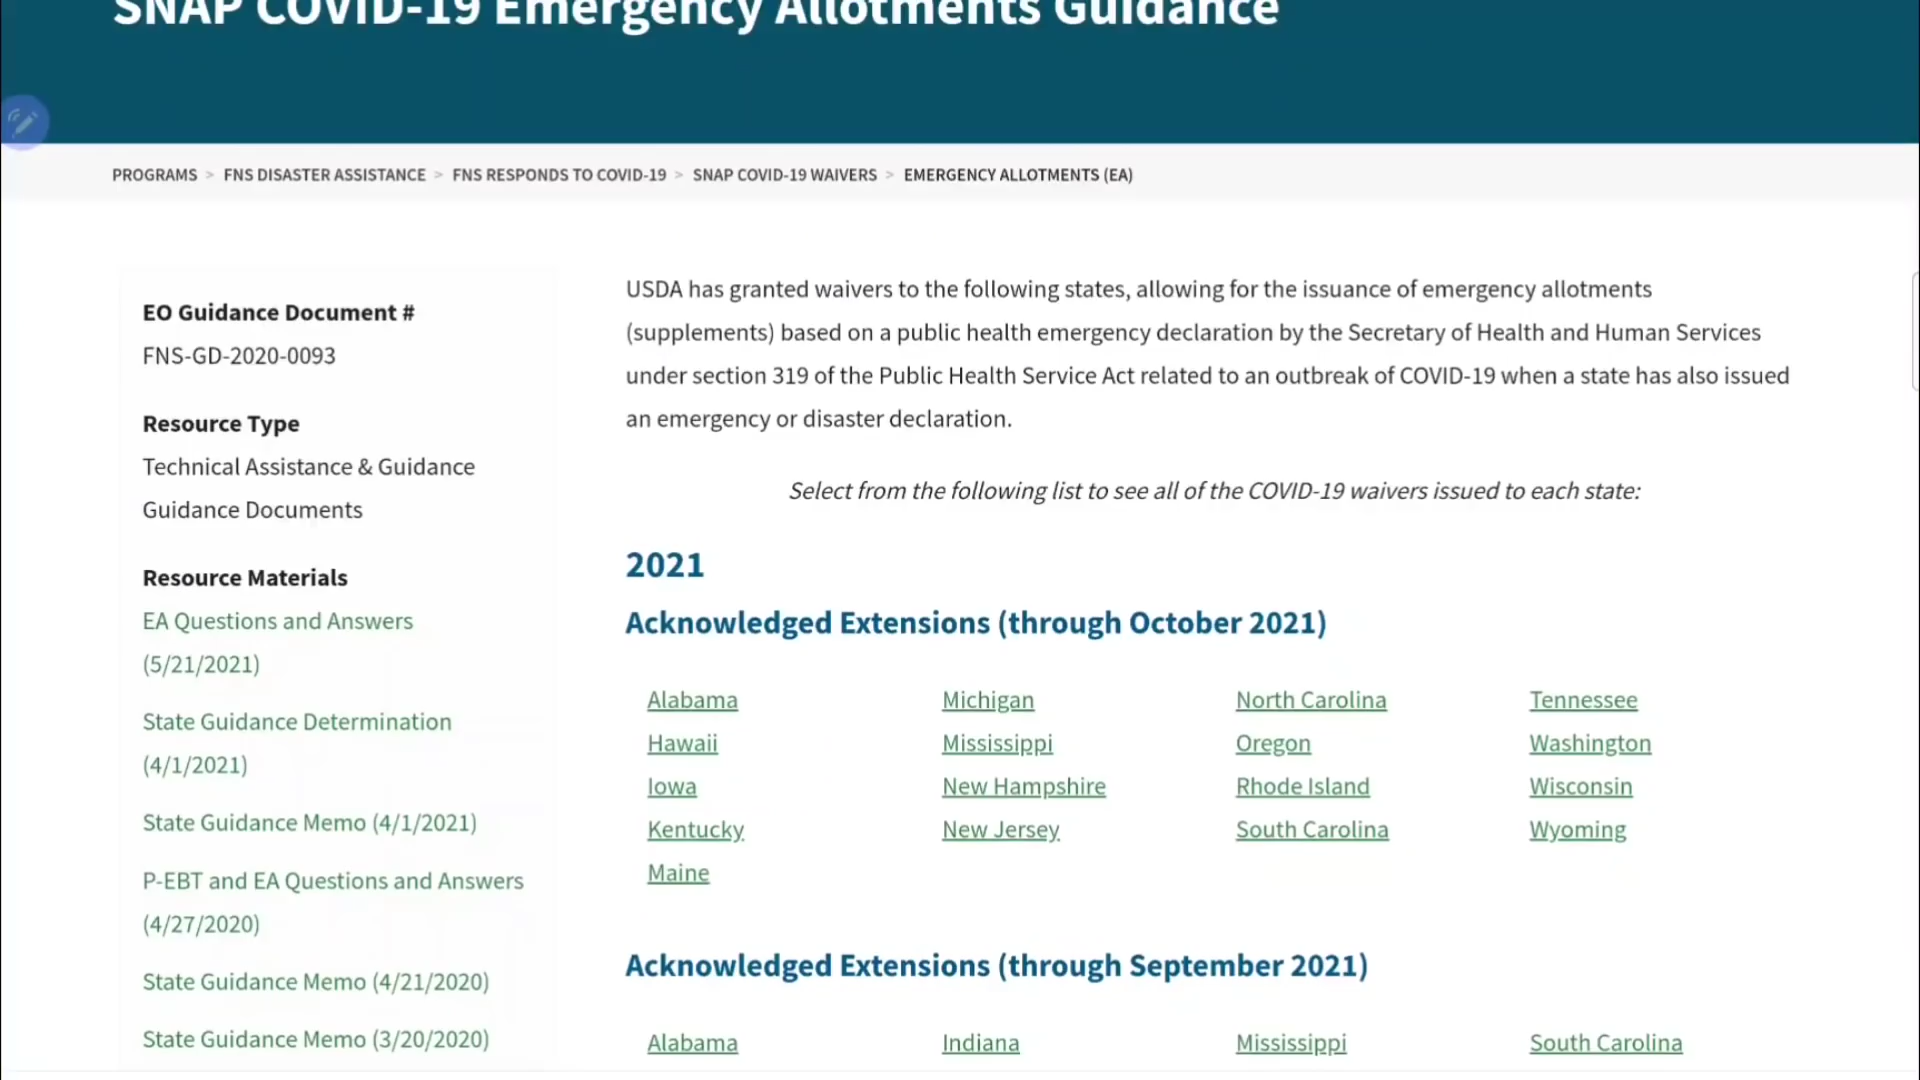 SNAP COVID-19 Emergency Allotments Guidance
PROGRAMS > FNS DISASTER ASSISTANCE > FNS RESPONDS TO COVID-19 > SNAP COVID-19 WAIVERS > EMERGENCY ALLOTMENTS (EA)
EO Guidance Document #
FNS-GD-2020-0093
Resource Type
Technical Assistance & Guidance
Guidance Documents
Resource Materials
EA Questions and Answers
(5/21/2021)
State Guidance Determination
(4/1/2021)
State Guidance Memo (4/1/2021)
P-EBT and EA Questions and Answers
(4/27/2020)
State Guidance Memo (4/21/2020)
State Guidance Memo (3/20/2020)
USDA has granted waivers to the following states, allowing for the issuance of emergency allotments
(supplements) based on a public health emergency declaration by the Secretary of Health and Human Services
under section 319 of the Public Health Service Act related to an outbreak of COVID-19 when a state has also issued
an emergency or disaster declaration.
Select from the following list to see all of the COVID-19 waivers issued to each state:
2021
Acknowledged Extensions (through October 2021)
Alabama Michigan North Carolina Tennessee
Hawaii Mississippi Oregon Washington
Iowa New Hampshire Rhode Island Wisconsin
Kentucky New Jersey South Carolina Wyoming
Maine
Acknowledged Extensions (through September 2021)
Alabama Indiana Mississippi South Carolina